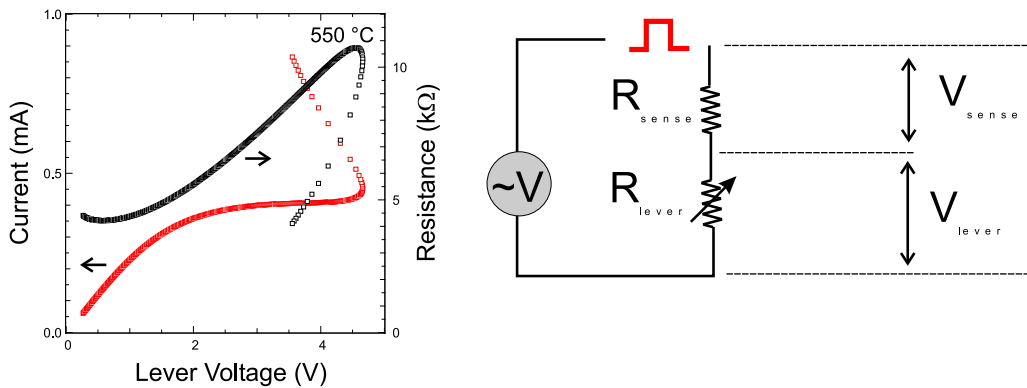 1.0
550 °C
10
Current (mA)
0.5
5
Resistance (kΩ)
0.0
0
0
2
4
Lever Voltage (V)
~V
R
sense
R
lever
V
sense
V
lever